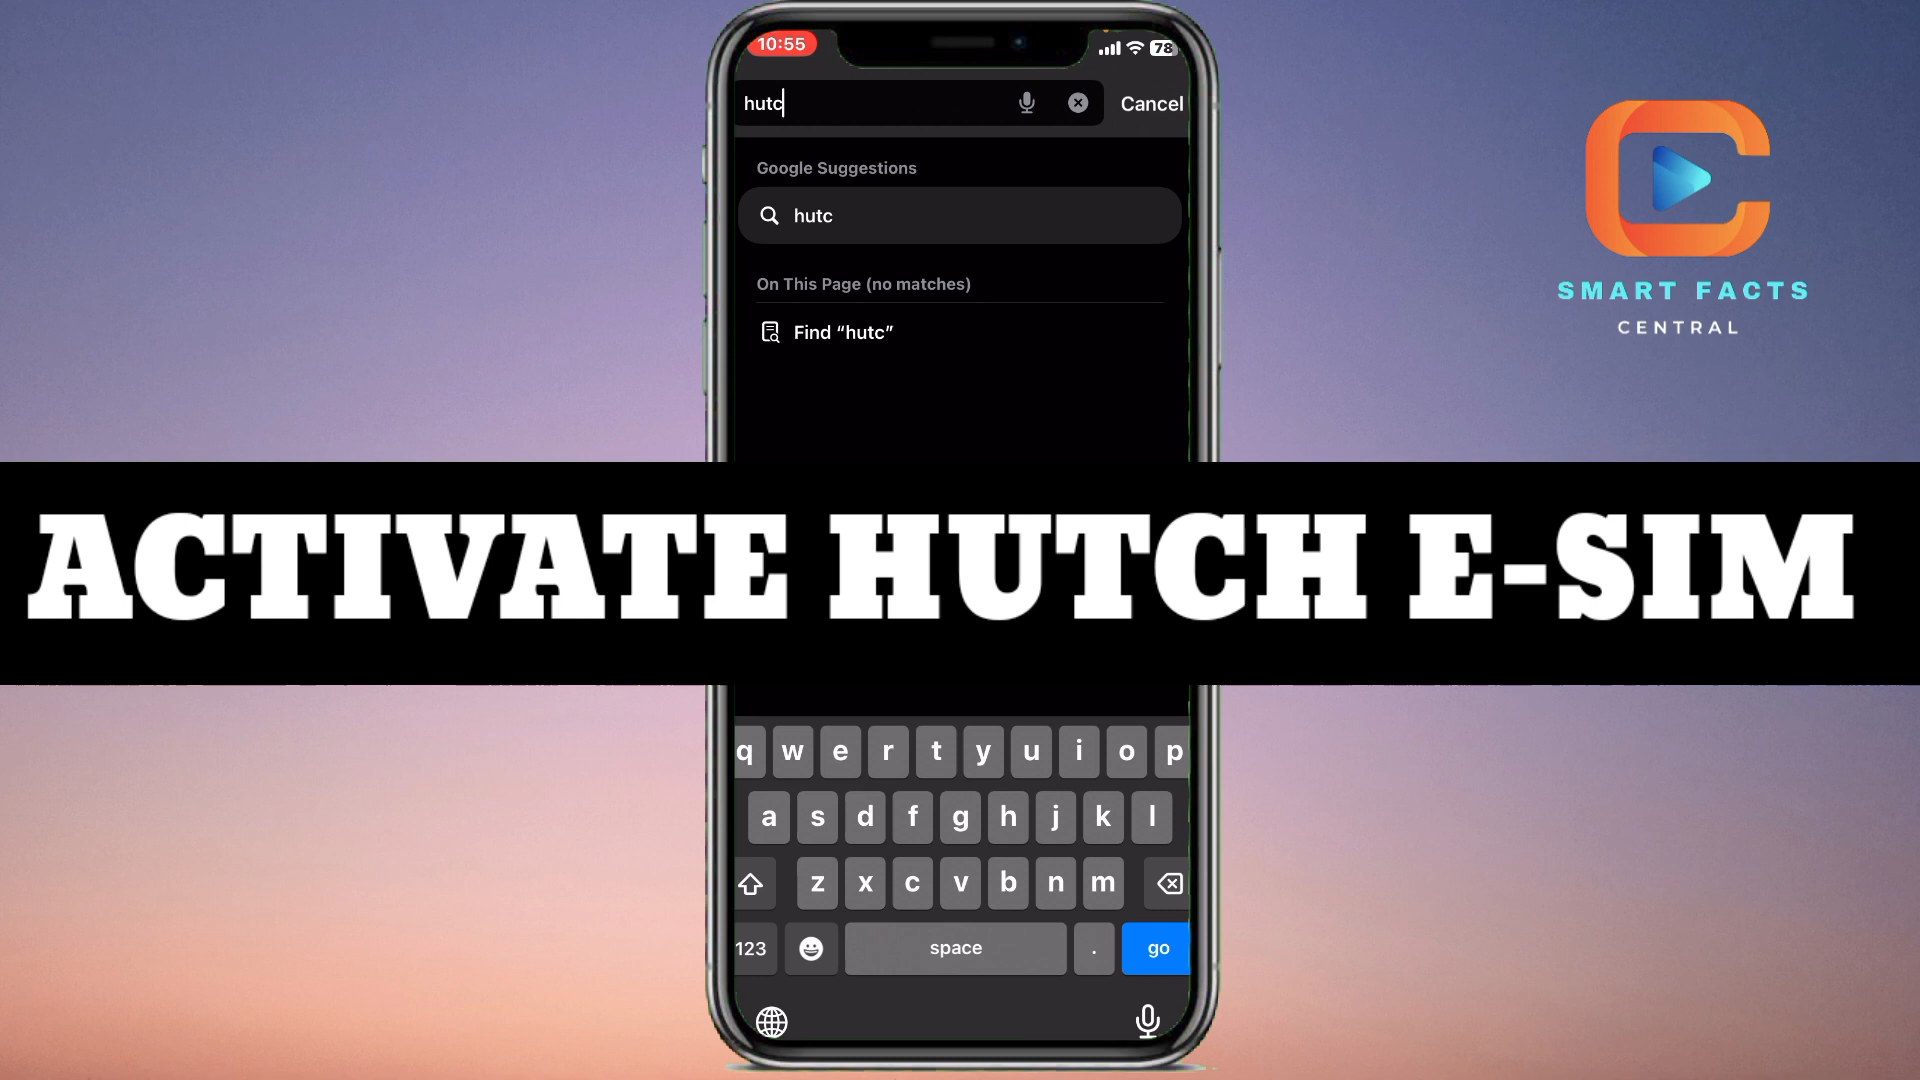 10:55
78
hutc
Cancel
Google Suggestions
hutc
On This Page (no matches)
Find “hutc”
SMART FACTS
CENTRAL
ACTIVATE HUTCH E-SIM
q w e r t y u i o p
a s d f g h j k l
z x c v b n m
123 space . go